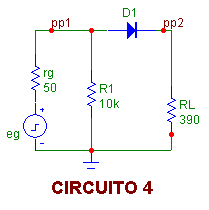 D1
pp1
pp2
rg
50
R1
10k
RL
390
eg
+
-
CIRCUITO 4